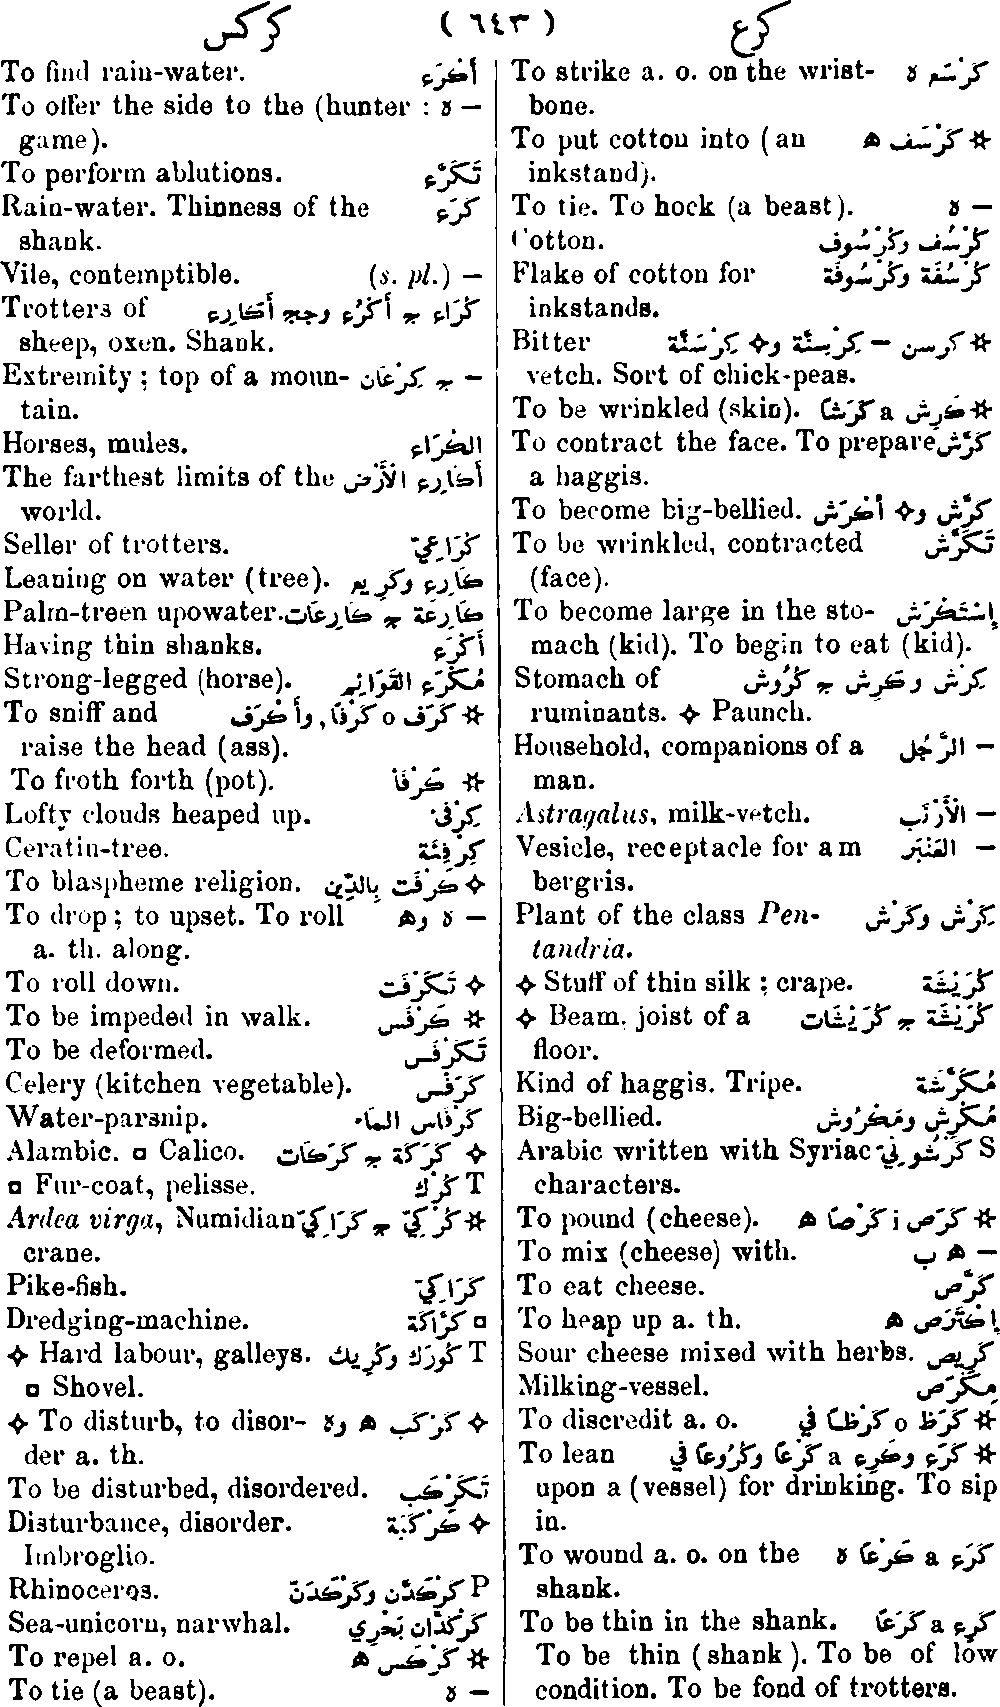 كرع ( ٦٤٣ ) كركس
To strike a. o. on the wrist- كَرْسَم ه
bone.
To put cotton into (an ✲ كَرْسَف ه
inkstand).
To tie. To hock (a beast). — ه
Cotton. كُرْسُف وكُرْسُوف
Flake of cotton for كُرْسُفَة وكُرْسُوفَة
inkstands.
Bitter ✲ كرسن — كِرْسِنَّة و✧ كِرْسَنَّة
vetch. Sort of chick-peas.
To be wrinkled (skin). ✲ كَرِش a كَرَشًا
To contract the face. To prepare كَرَّش
a haggis.
To become big-bellied. كَرَّش و✧ أَكْرَش
To be wrinkled, contracted تَكَرَّش
(face).
To become large in the sto- إِسْتَكْرَش
mach (kid). To begin to eat (kid).
Stomach of كِرْش وكَرِش ج كُرُوش
ruminants. ✧ Paunch.
Household, companions of a — الرَّجُل
man.
Astragalus, milk-vetch. — الأَرْنَب
Vesicle, receptacle for am — العَنْبَر
bergris.
Plant of the class Pen- كِرْش وكَرْش
tandria.
✧ Stuff of thin silk ; crape. كُرَيْشَة
✧ Beam, joist of a كُرَيْشَة ج كُرَيْشَات
floor.
Kind of haggis. Tripe. مُكَرَّشَة
Big-bellied. مُكْرِش ومَكْرُوش
Arabic written with Syriac S كَرْشُونِيّ
characters.
To pound (cheese). ✲ كَرَص i كَرْصًا ه
To mix (cheese) with. — ه ب
To eat cheese. كَرَّص
To heap up a. th. إِكْتَرَص ه
Sour cheese mixed with herbs. كَرِيص
Milking-vessel. مِكْرَص
To discredit a. o. ✲ كَرَظ o كَرْظًا في
To lean ✲ كَرَع وكَرِع a كَرْعًا وكُرُوعًا في
upon a (vessel) for drinking. To sip
in.
To wound a. o. on the كَرَع a كَرْعًا ه
shank.
To be thin in the shank. كَرِع a كَرَعًا
To be thin (shank). To be of low
condition. To be fond of trotters.
To find rain-water. أَكْرَع
To offer the side to the (hunter : — ه
game).
To perform ablutions. تَكَرَّع
Rain-water. Thinness of the كَرَع
shank.
Vile, contemptible. (s. pl.) —
Trotters of كُرَاع ج أَكْرُع وجج أَكَارِع
sheep, oxen. Shank.
Extremity ; top of a moun- — ج كِرْعَان
tain.
Horses, mules. الكُرَاع
The farthest limits of the أَكَارِع الأَرْض
world.
Seller of trotters. كُرَاعِيّ
Leaning on water (tree). كَارِع وكَرِيع
Palm-treen upowater. كَارِعَة ج كَارِعَات
Having thin shanks. أَكْرَع
Strong-legged (horse). مُكْرَع القَوَائِم
To sniff and ✲ كَرَف o كَرْفًا, وأَكْرَف
raise the head (ass).
To froth forth (pot). ✲ كَرْفَأ
Lofty clouds heaped up. كِرْفِئ
Ceratin-tree. كِرْفِئَة
To blaspheme religion. ✧ كَرْفَت بِالدِّين
To drop ; to upset. To roll — ه وه
a. th. along.
To roll down. ✧ تَكَرْفَت
To be impeded in walk. ✲ كَرْفَس
To be deformed. تَكَرْفَس
Celery (kitchen vegetable). كَرَفْس
Water-parsnip. كَرْفَاس الماء
Alambic. ▫ Calico. ✧ كَرَكَة ج كَرَكَات
▫ Fur-coat, pelisse. T كُرْك
Ardea virga, Numidian ✲ كُرْكِيّ ج كَرَاكِيّ
crane.
Pike-fish. كَرَاكِيّ
Dredging-machine. ▫ كَرَّاكَة
✧ Hard labour, galleys. T كُورَك وكُرِيك
▫ Shovel.
✧ To disturb, to disor- ✧ كَرْكَب ه وه
der a. th.
To be disturbed, disordered. تَكَرْكَب
Disturbance, disorder. ✧ كَرْكَبَة
Imbroglio.
Rhinoceros. P كَرْكَدَّن وكَرْكَدَن
Sea-unicorn, narwhal. كَرْكَدَّان بَحْرِي
To repel a. o. ✲ كَرْكَس ه
To tie (a beast). — ه